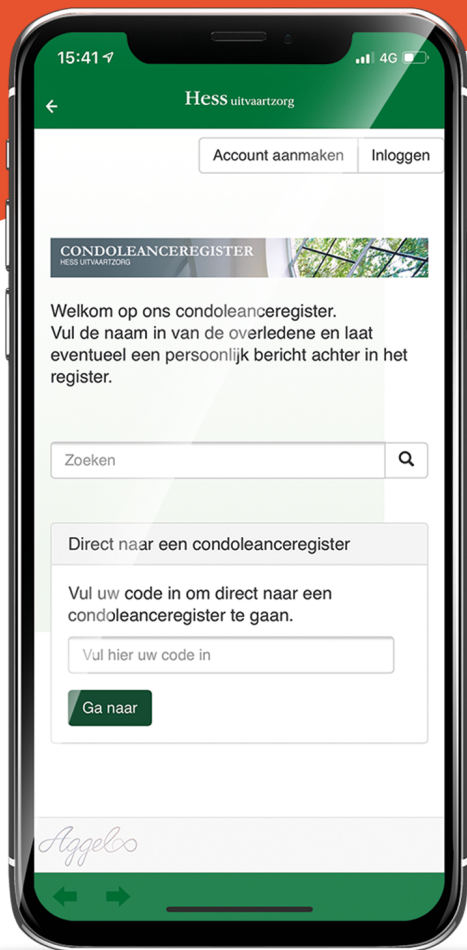 15:41
4G
Hess uitvaartzorg
Account aanmaken Inloggen
CONDOLEANCEREGISTER
HESS UITVAARTZORG
Welkom op ons condoleanceregister.
Vul de naam in van de overledene en laat
eventueel een persoonlijk bericht achter in het
register.
Zoeken
Direct naar een condoleanceregister
Vul uw code in om direct naar een
condoleanceregister te gaan.
Vul hier uw code in
Ga naar
Aggeloo